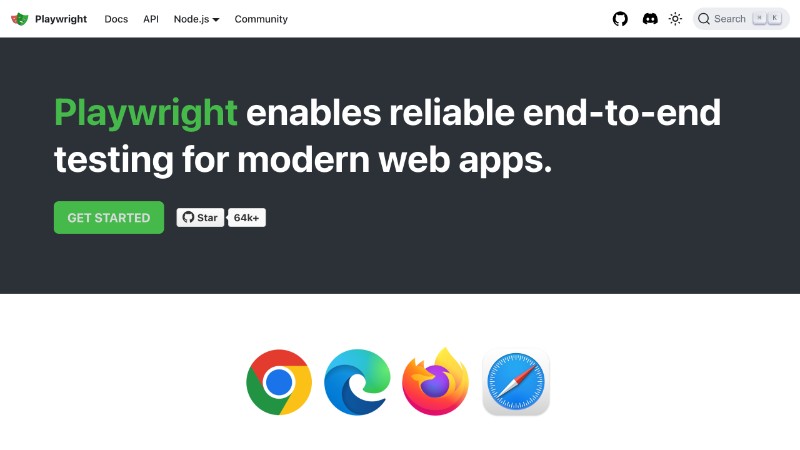 Playwright Docs API Node.js Community Search ⌘ K
Playwright enables reliable end-to-end
testing for modern web apps.
GET STARTED Star 64k+